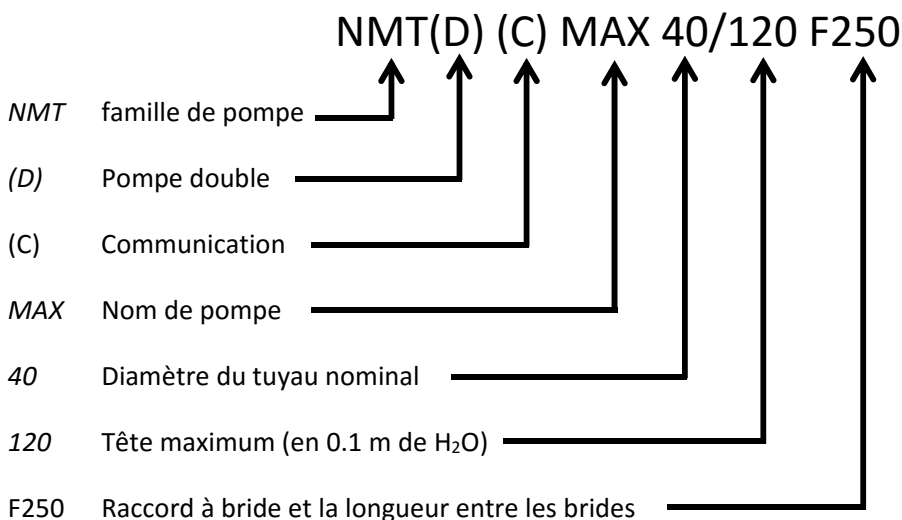 NMT(D) (C) MAX 40/120 F250
NMT famille de pompe
(D) Pompe double
(C) Communication
MAX Nom de pompe
40 Diamètre du tuyau nominal
120 Tête maximum (en 0.1 m de H₂O)
F250 Raccord à bride et la longueur entre les brides